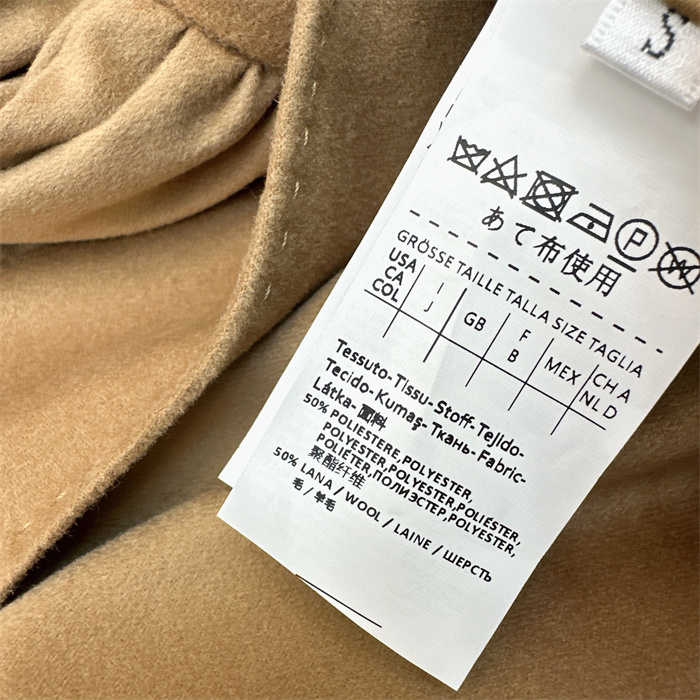 S
P
W
あて布使用
GRÖSSE TAILLE TALLA SIZE TAGLIA
USA CA COL
I J
GB
F B
MEX
CH A NL D
Tessuto-Tissu-Stoff-Tejido-
Tecido-Kumaş-Ткань-Fabric-
Látka-面料
50% POLIESTERE,POLYESTER,
POLYESTER,POLYESTER,POLIÉSTER,
POLIÉTER,ПОЛИЭСТЕР,POLYESTER,
聚酯纤维
50% LANA / WOOL / LAINE / ШЕРСТЬ
毛 / 羊毛